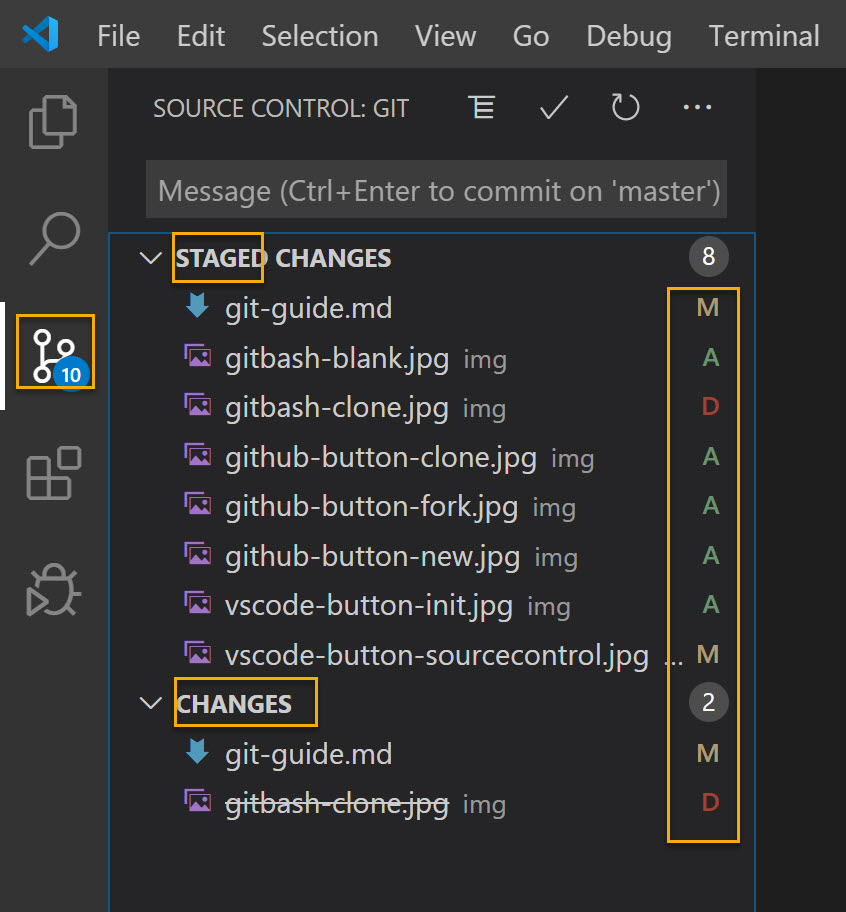 File Edit Selection View Go Debug Terminal
SOURCE CONTROL: GIT
Message (Ctrl+Enter to commit on 'master')
STAGED CHANGES 8
git-guide.md M
gitbash-blank.jpg img A
gitbash-clone.jpg img D
github-button-clone.jpg img A
github-button-fork.jpg img A
github-button-new.jpg img A
10
vscode-button-init.jpg img A
vscode-button-sourcecontrol.jpg ... M
CHANGES 2
git-guide.md M
gitbash-clone.jpg img D